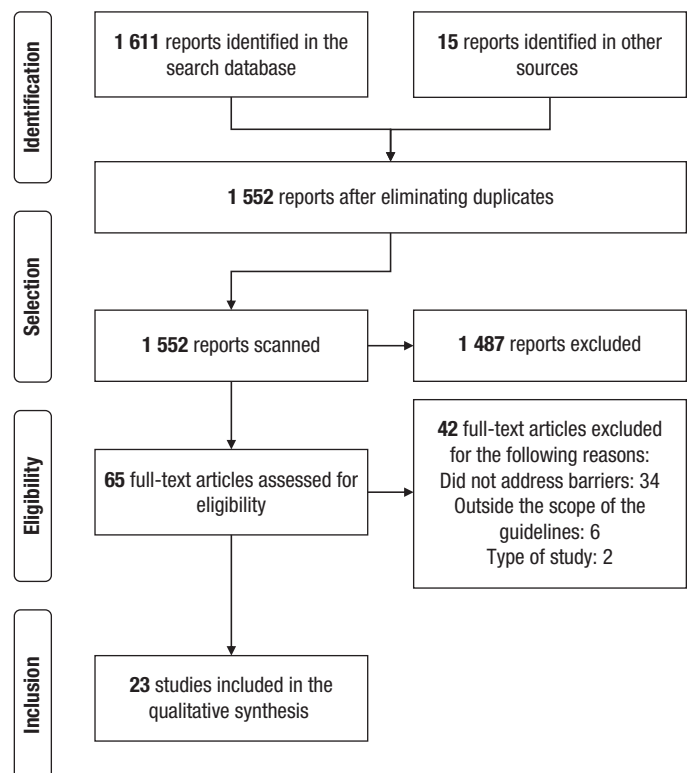 Identification
1 611 reports identified in the
search database
15 reports identified in other
sources
1 552 reports after eliminating duplicates
Selection
1 552 reports scanned
1 487 reports excluded
Eligibility
65 full-text articles assessed for
eligibility
42 full-text articles excluded
for the following reasons:
Did not address barriers: 34
Outside the scope of the
guidelines: 6
Type of study: 2
Inclusion
23 studies included in the
qualitative synthesis